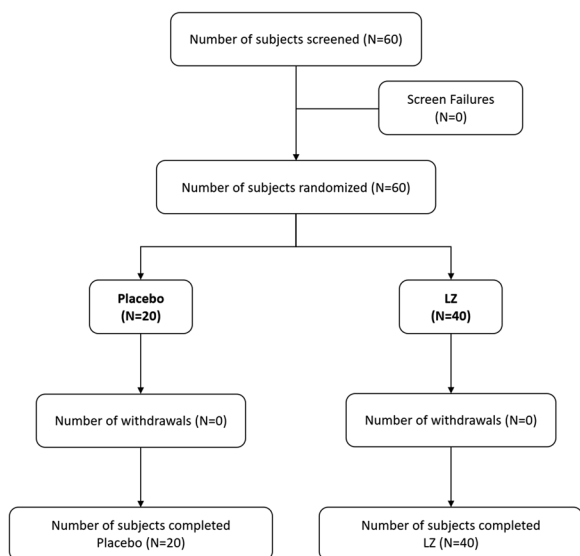 Number of subjects screened (N=60)
Screen Failures
(N=0)
Number of subjects randomized (N=60)
Placebo
(N=20)
LZ
(N=40)
Number of withdrawals (N=0)
Number of withdrawals (N=0)
Number of subjects completed
Placebo (N=20)
Number of subjects completed
LZ (N=40)